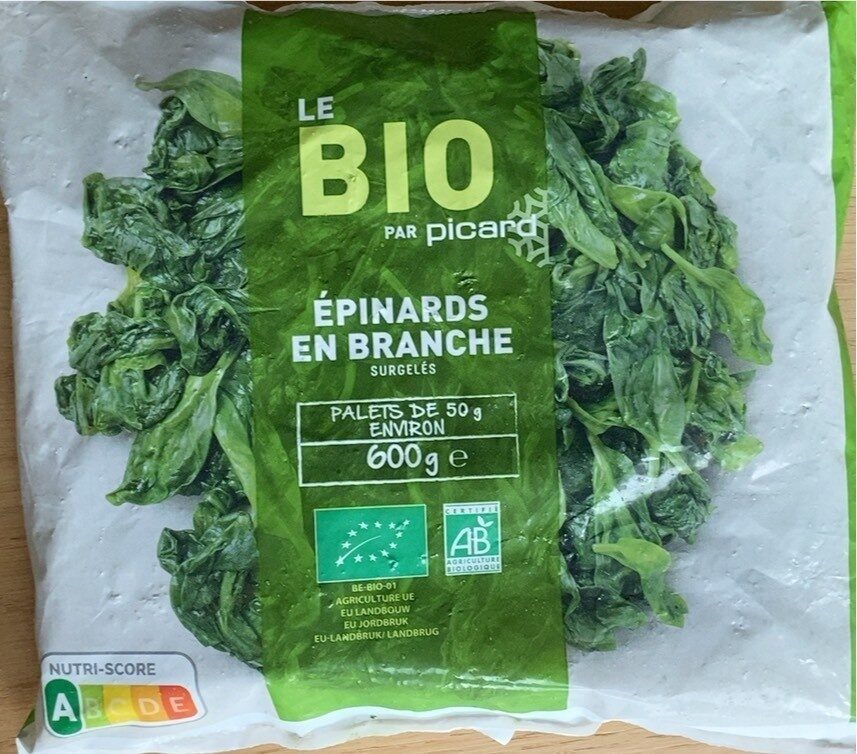 LE
BIO
PAR picard
ÉPINARDS
EN BRANCHE
SURGELÉS
PALETS DE 50 g
ENVIRON
600g e
CERTIFIÉ
AB
AGRICULTURE
BIOLOGIQUE
BE-BIO-01
AGRICULTURE UE
EU LANDBOUW
EU JORDBRUK
EU-LANDBRUK/ LANDBRUG
NUTRI-SCORE
A B C D E